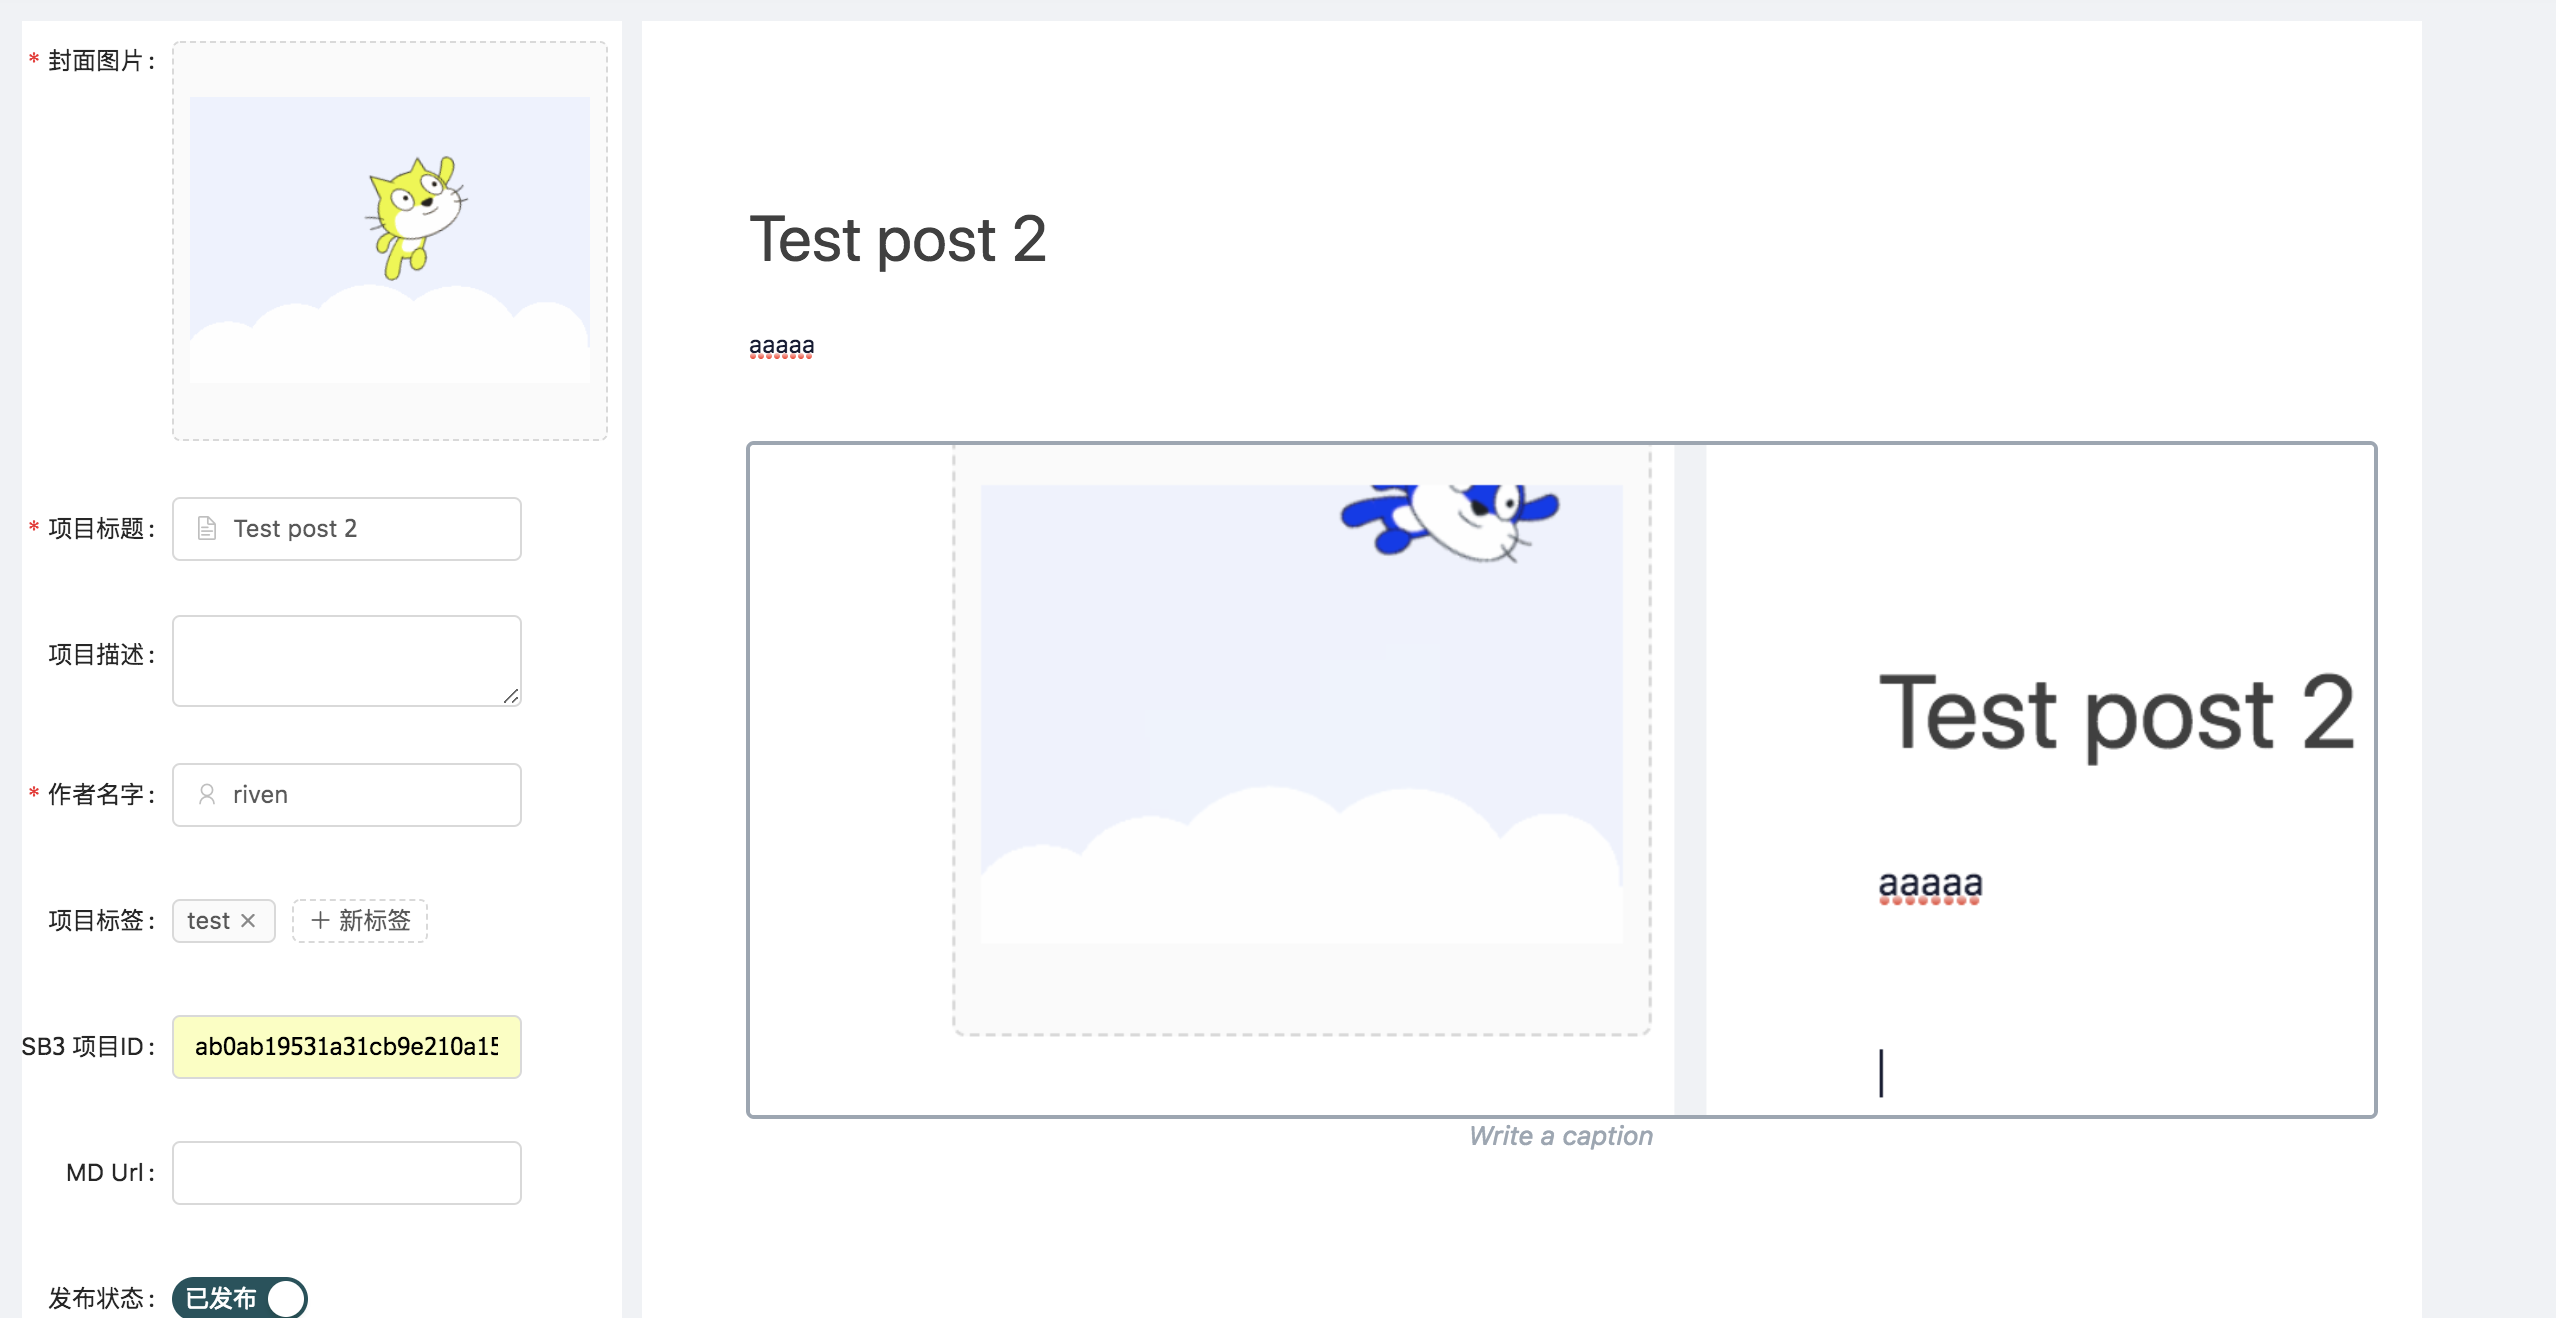 * 封面图片:
* 项目标题:
Test post 2
项目描述:
* 作者名字:
riven
项目标签:
test ×
+ 新标签
SB3 项目ID:
ab0ab19531a31cb9e210a15
MD Url:
发布状态:
已发布
Test post 2
aaaaa
Test post 2
aaaaa
Write a caption